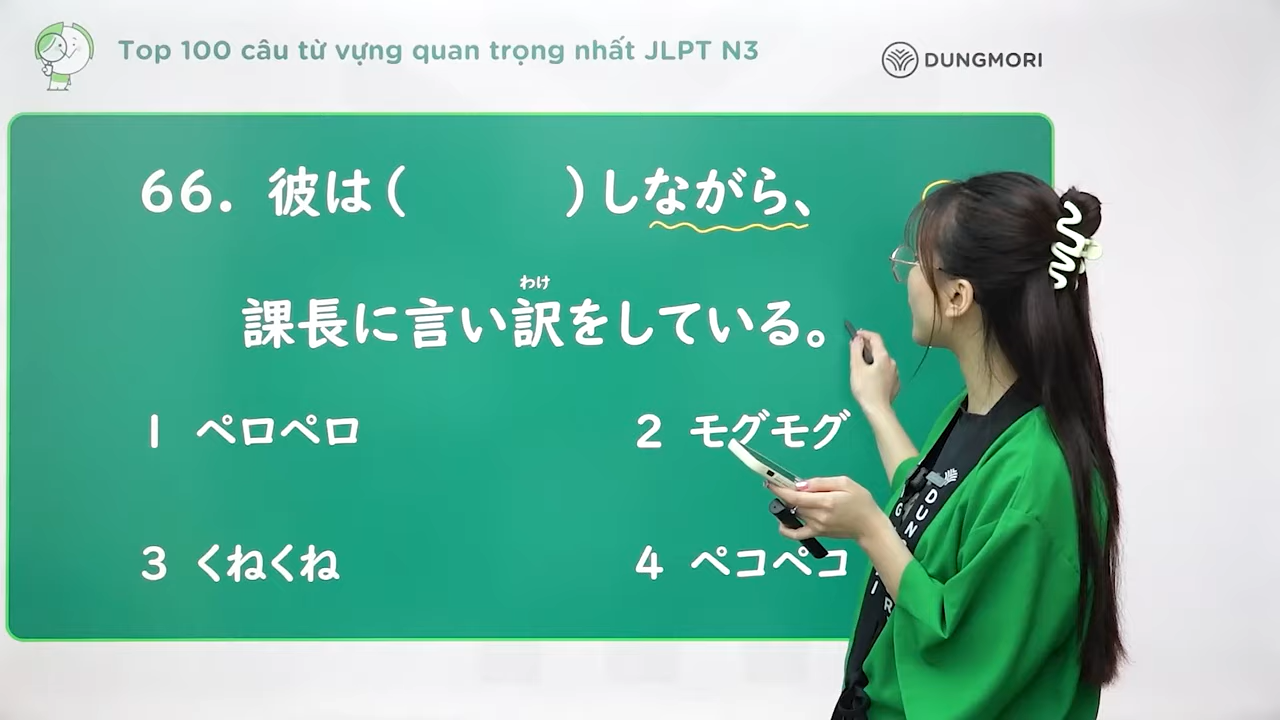 Top 100 câu từ vựng quan trọng nhất JLPT N3
DUNGMORI
66. 彼は( )しながら、
わけ
課長に言い訳をしている。
1 ペロペロ
2 モグモグ
3 くねくね
4 ペコペコ